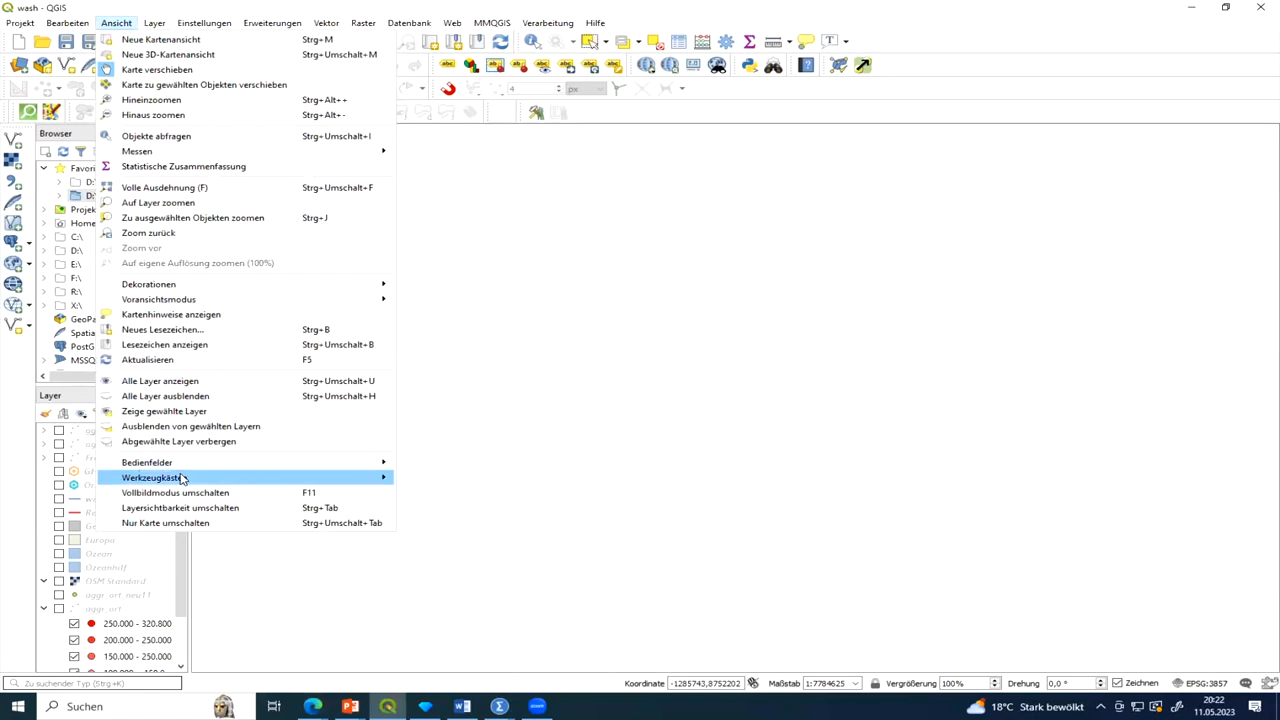 wash - QGIS
Projekt Bearbeiten Ansicht Layer Einstellungen Erweiterungen Vektor Raster Datenbank Web MMQGIS Verarbeitung Hilfe
Neue Kartenansicht Strg+M
Neue 3D-Kartenansicht Strg+Umschalt+M
Karte verschieben
Karte zu gewählten Objekten verschieben
Hineinzoomen Strg+Alt++
Hinaus zoomen Strg+Alt+-
Objekte abfragen Strg+Umschalt+I
Messen
Statistische Zusammenfassung
Volle Ausdehnung (F) Strg+Umschalt+F
Auf Layer zoomen
Zu ausgewählten Objekten zoomen Strg+J
Zoom zurück
Zoom vor
Auf eigene Auflösung zoomen (100%)
Dekorationen
Voransichtsmodus
Kartenhinweise anzeigen
Neues Lesezeichen... Strg+B
Lesezeichen anzeigen Strg+Umschalt+B
Aktualisieren F5
Alle Layer anzeigen Strg+Umschalt+U
Alle Layer ausblenden Strg+Umschalt+H
Zeige gewählte Layer
Ausblenden von gewählten Layern
Abgewählte Layer verbergen
Bedienfelder
Werkzeugkäste
Vollbildmodus umschalten F11
Layersichtbarkeit umschalten Strg+Tab
Nur Karte umschalten Strg+Umschalt+Tab
4 px
Browser
Favori
D:
D:
Projek
Home
C:\
D:\
E:\
F:\
R:\
X:\
GeoPa
Spatia
PostG
MSSQ
Layer
Europa
Ozean
Ozeanhilf
OSM Standard
aggr_ort_neu11
aggr_ort
250.000 - 320.800
200.000 - 250.000
150.000 - 250.000
Zu suchender Typ (Strg+K)
Koordinate -1285743,8752202 Maßstab 1:7784625 Vergrößerung 100% Drehung 0,0 ° Zeichnen EPSG:3857
Suchen
18°C Stark bewölkt
20:22
11.05.2023